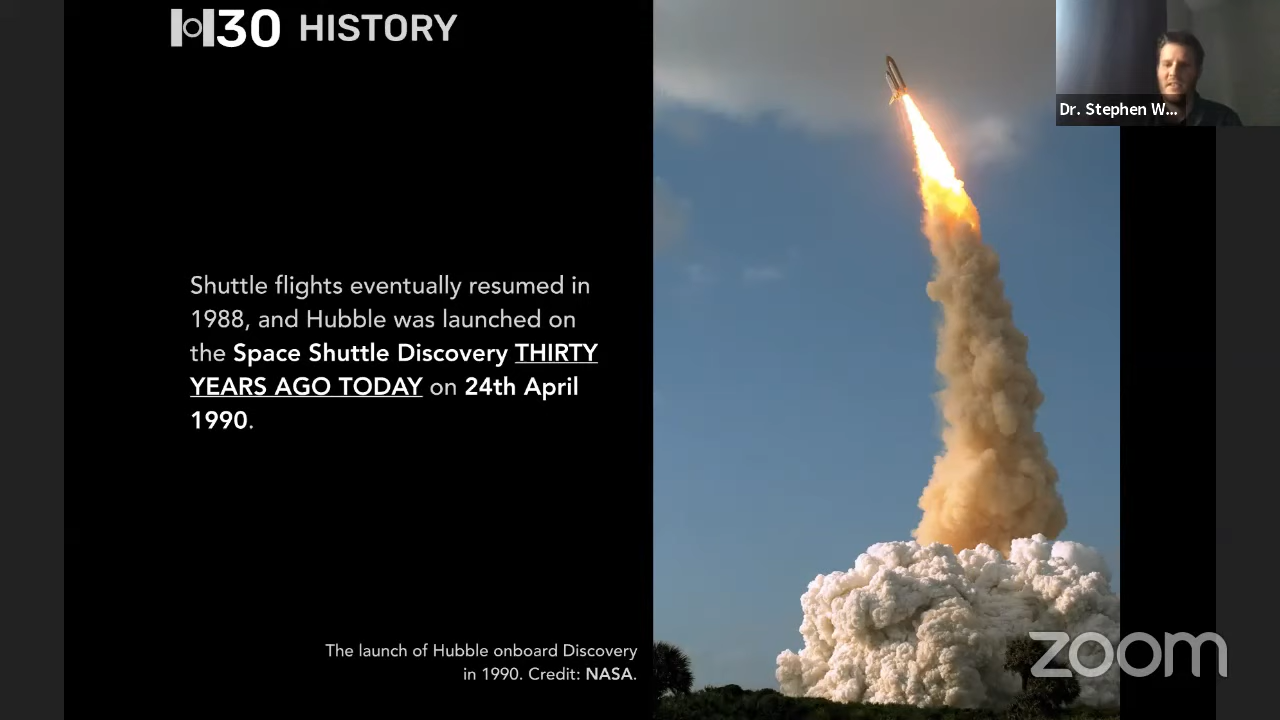 H30 HISTORY
Dr. Stephen W...
Shuttle flights eventually resumed in
1988, and Hubble was launched on
the Space Shuttle Discovery THIRTY
YEARS AGO TODAY on 24th April
1990.
The launch of Hubble onboard Discovery
in 1990. Credit: NASA.
zoom